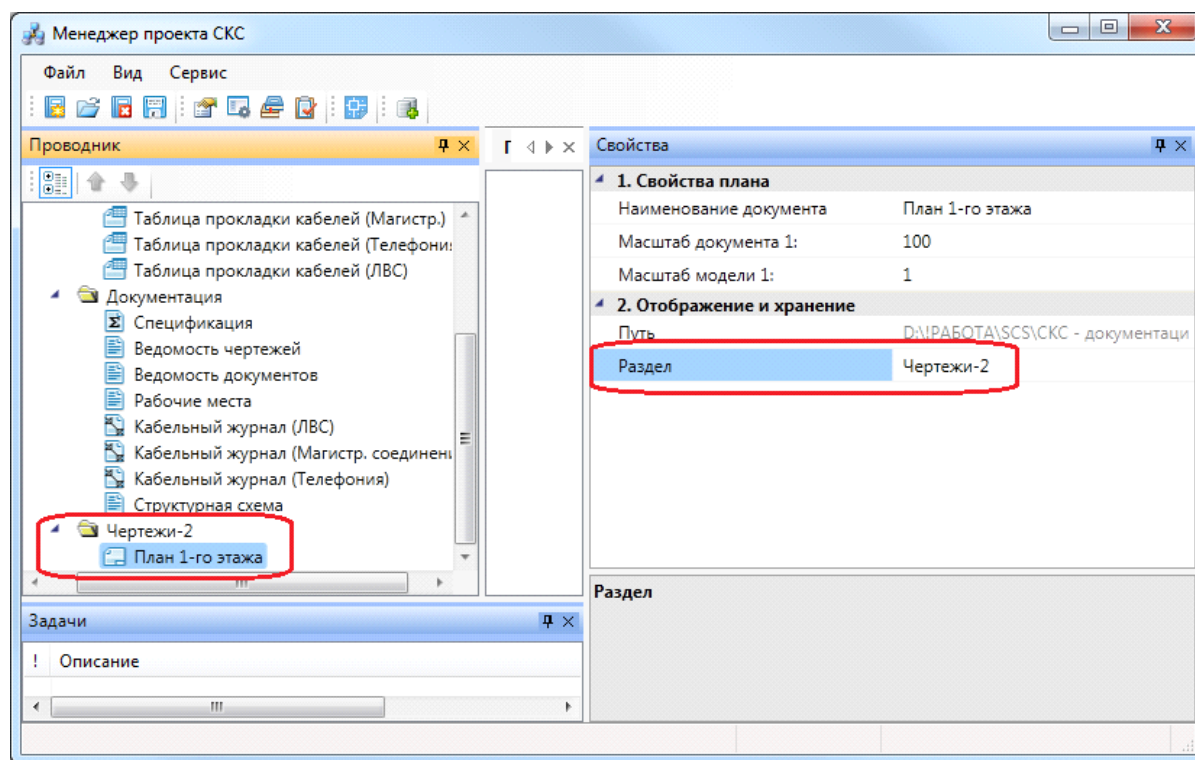 Менеджер проекта СКС
Файл Вид Сервис
Проводник
Таблица прокладки кабелей (Магистр.)
Таблица прокладки кабелей (Телефони
Таблица прокладки кабелей (ЛВС)
Документация
Спецификация
Ведомость чертежей
Ведомость документов
Рабочие места
Кабельный журнал (ЛВС)
Кабельный журнал (Магистр. соединен
Кабельный журнал (Телефония)
Структурная схема
Чертежи-2
План 1-го этажа
Свойства
1. Свойства плана
Наименование документа План 1-го этажа
Масштаб документа 1: 100
Масштаб модели 1: 1
2. Отображение и хранение
Путь D:\!РАБОТА\SCS\СКС - документаци
Раздел Чертежи-2
Раздел
Задачи
! Описание